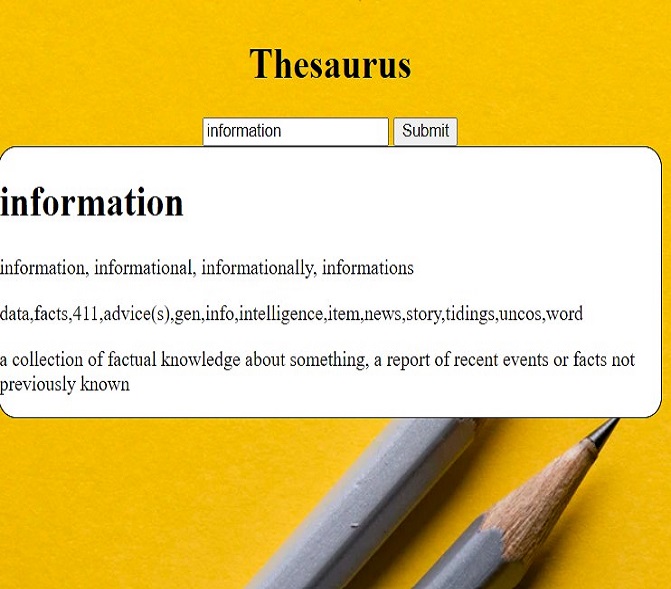 Thesaurus
information Submit
information
information, informational, informationally, informations
data,facts,411,advice(s),gen,info,intelligence,item,news,story,tidings,uncos,word
a collection of factual knowledge about something, a report of recent events or facts not
previously known